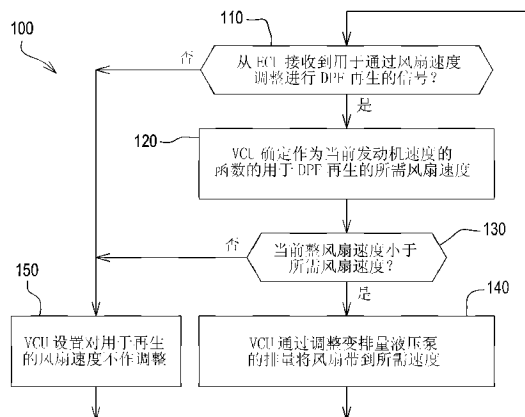 100
110
从 ECU 接收到用于通过风扇速度
调整进行 DPF 再生的信号？
否
是
120
VCU 确定作为当前发动机速度的
函数的用于 DPF 再生的所需风扇速度
130
当前整风扇速度小于
所需风扇速度？
否
是
150
VCU 设置对用于再生
的风扇速度不作调整
140
VCU 通过调整变排量液压泵
的排量将风扇带到所需速度